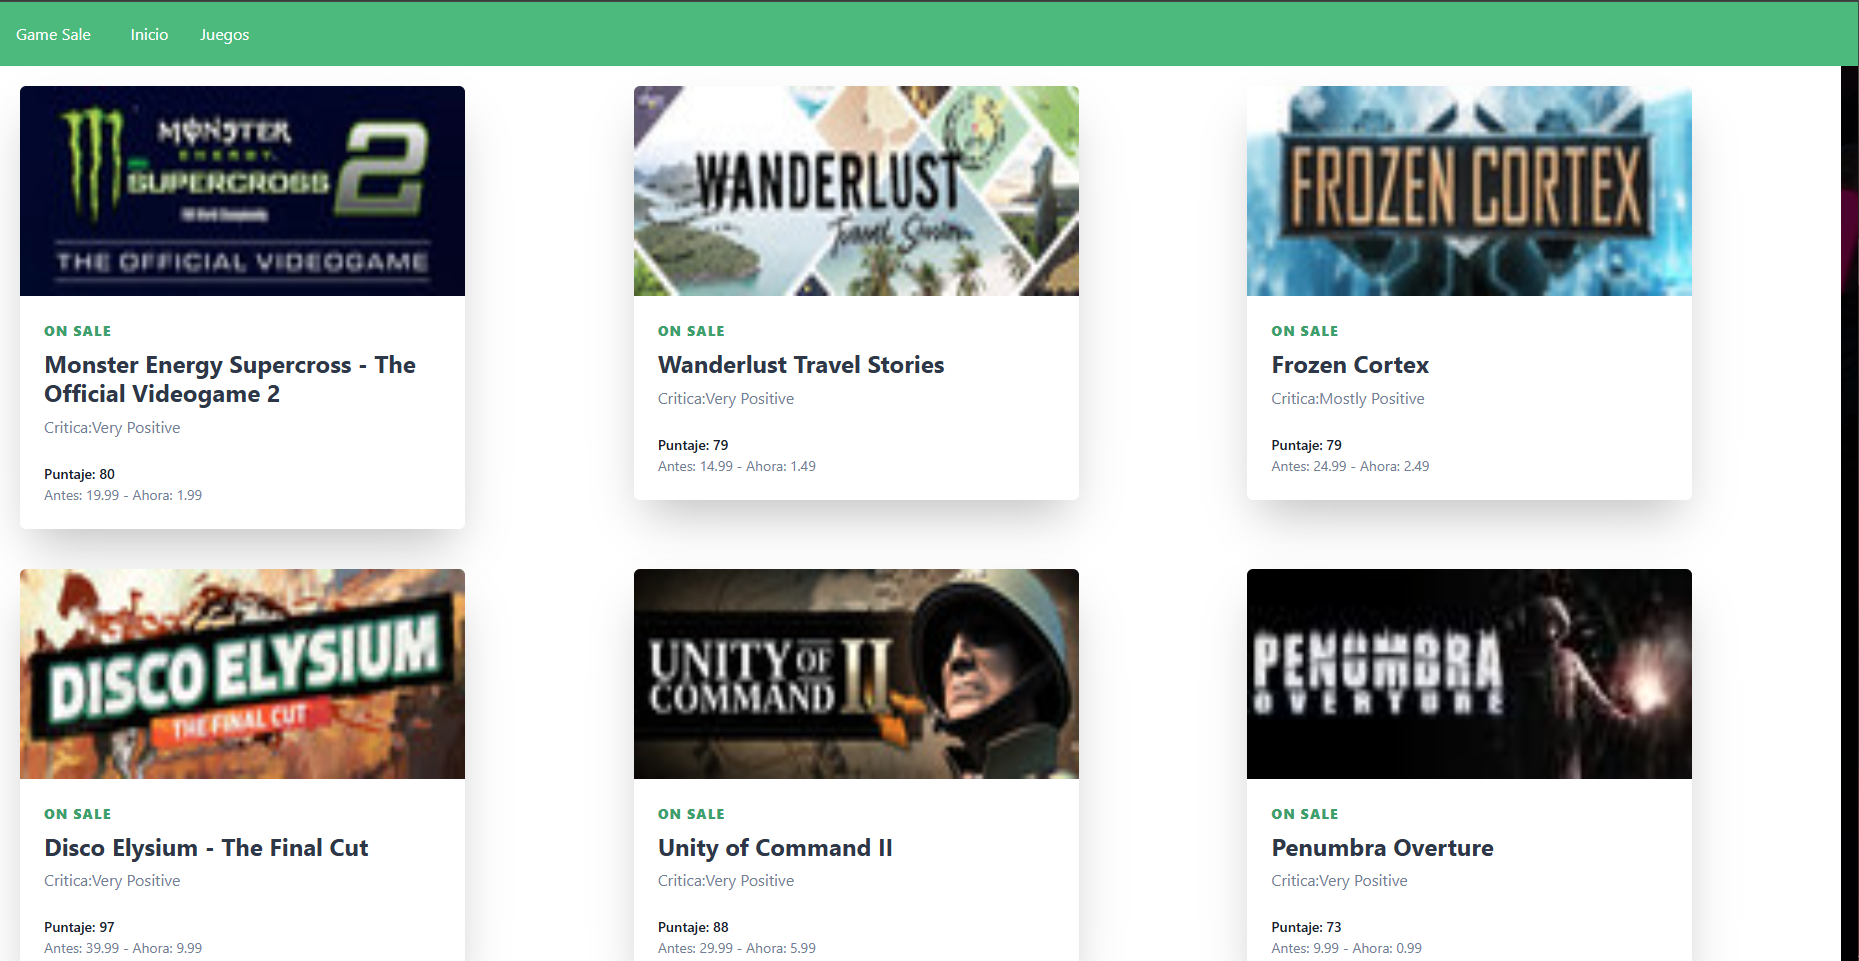 Game Sale Inicio Juegos
MONSTER
ENERGY
SUPERCROSS 2
THE OFFICIAL VIDEOGAME
ON SALE
Monster Energy Supercross - The
Official Videogame 2
Critica:Very Positive
Puntaje: 80
Antes: 19.99 - Ahora: 1.99
WANDERLUST
Travel Stories
ON SALE
Wanderlust Travel Stories
Critica:Very Positive
Puntaje: 79
Antes: 14.99 - Ahora: 1.49
FROZEN CORTEX
ON SALE
Frozen Cortex
Critica:Mostly Positive
Puntaje: 79
Antes: 24.99 - Ahora: 2.49
DISCO ELYSIUM
THE FINAL CUT
ON SALE
Disco Elysium - The Final Cut
Critica:Very Positive
Puntaje: 97
Antes: 39.99 - Ahora: 9.99
UNITY OF
COMMAND II
ON SALE
Unity of Command II
Critica:Very Positive
Puntaje: 88
Antes: 29.99 - Ahora: 5.99
PENUMBRA
OVERTURE
ON SALE
Penumbra Overture
Critica:Very Positive
Puntaje: 73
Antes: 9.99 - Ahora: 0.99